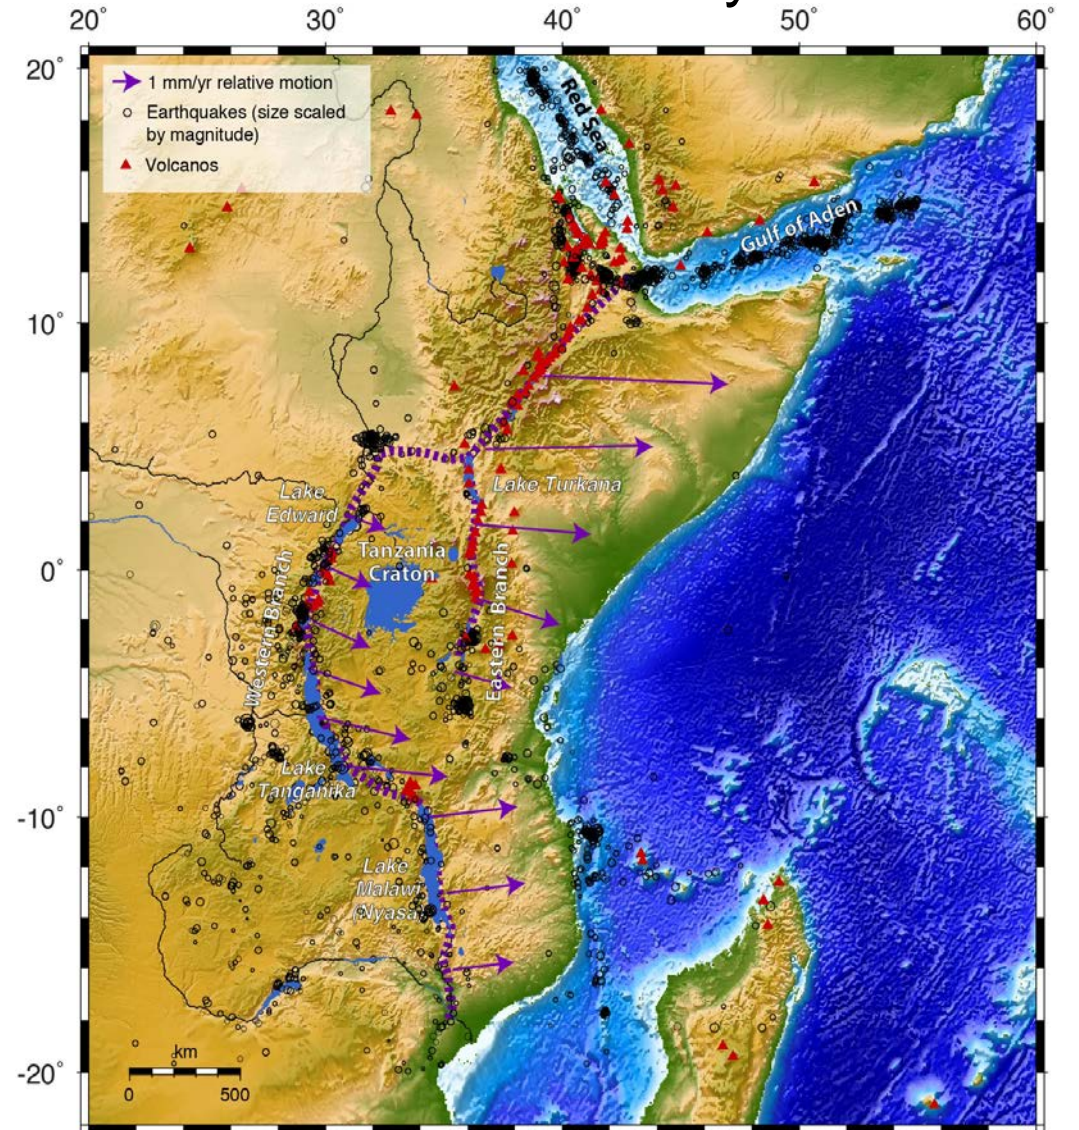 20° 30° 40° 50° 60°
1 mm/yr relative motion
Earthquakes (size scaled
by magnitude)
Volcanos
20°
10°
0°
-10°
-20°
Red Sea
Gulf of Aden
Lake Turkana
Lake
Edward
Tanzania
Craton
Western Branch
Eastern Branch
Lake
Tanganika
Lake
Malawi
(Nyasa)
km
0 500